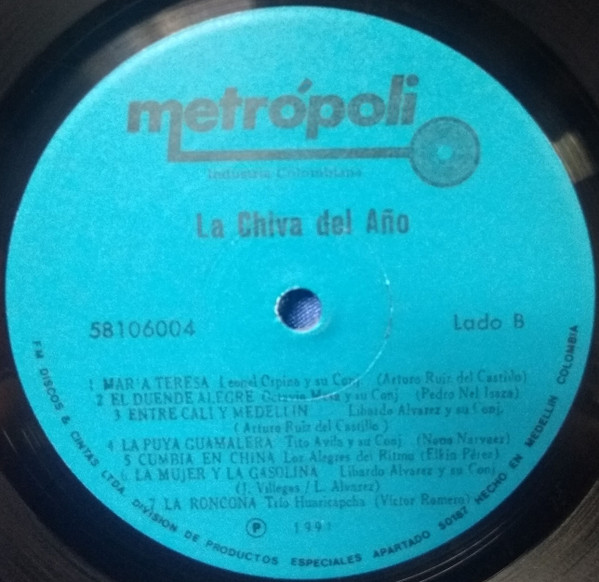 metrópoli
Industria Colombiana
La Chiva del Año
58106004
Lado B
1 MARIA TERESA Leonel Ospina y su Conj. (Arturo Ruiz del Castillo)
2 EL DUENDE ALEGRE Octavio Mesa y su Conj. (Pedro Nel Isaza)
3 ENTRE CALI Y MEDELLIN Libardo Alvarez y su Conj.
(Arturo Ruiz del Castillo)
4 LA PUYA GUAMALERA Tito Avila y su Conj. (Nono Narvaez)
5 CUMBIA EN CHINA Los Alegres del Ritmo (Elkin Pérez)
6 LA MUJER Y LA GASOLINA Libardo Alvarez y su Conj.
(J. Villegas / L. Alvarez)
7 LA RONCONA Trio Huaricapcha (Víctor Romero)
P 1991
FM DISCOS & CINTAS LTDA. DIVISION DE PRODUCTOS ESPECIALES APARTADO 50187 HECHO EN MEDELLIN COLOMBIA